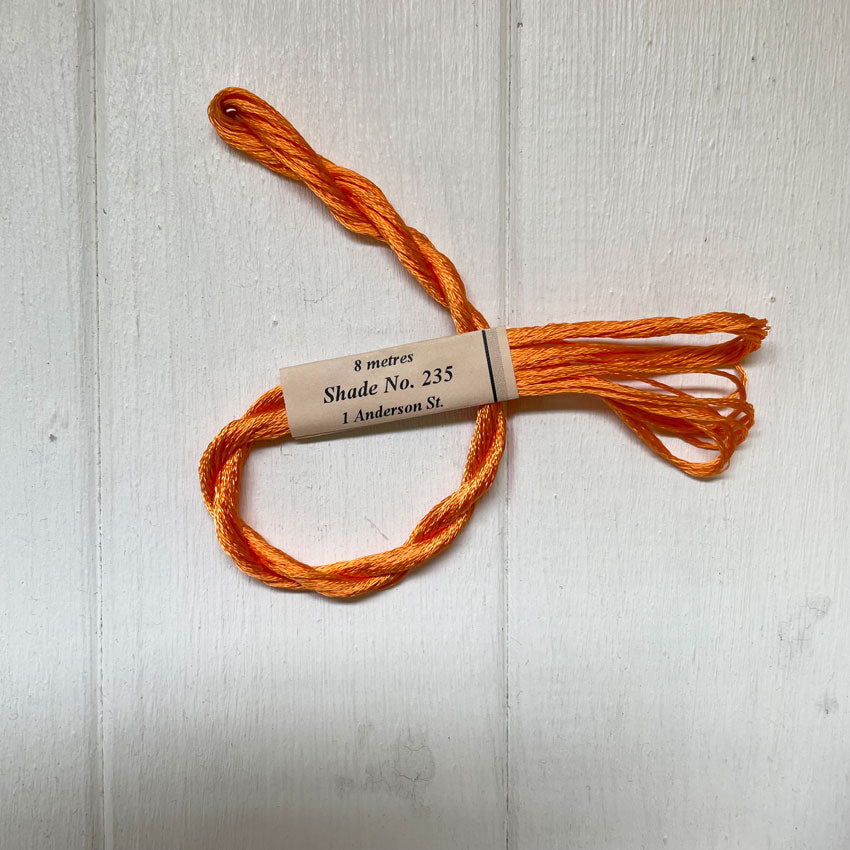 8 metres
Shade No. 235
1 Anderson St.